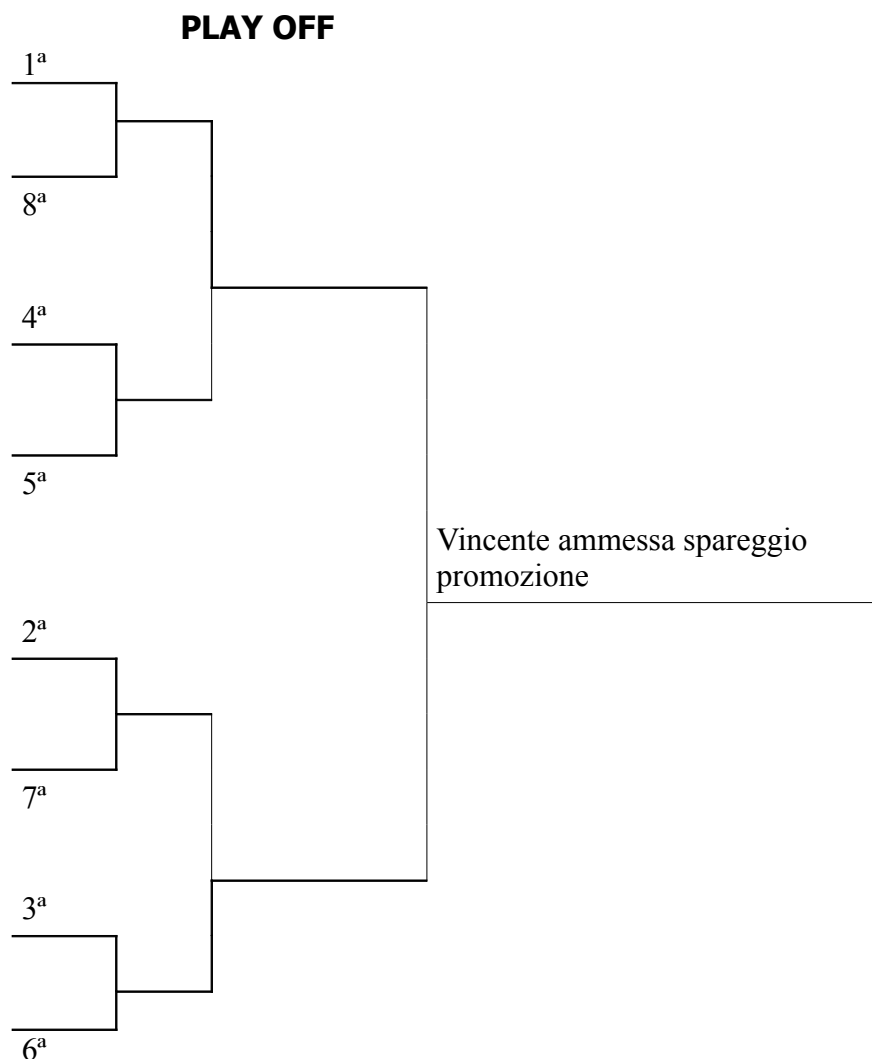 PLAY OFF
1ª
8ª
4ª
5ª
Vincente ammessa spareggio
promozione
2ª
7ª
3ª
6ª